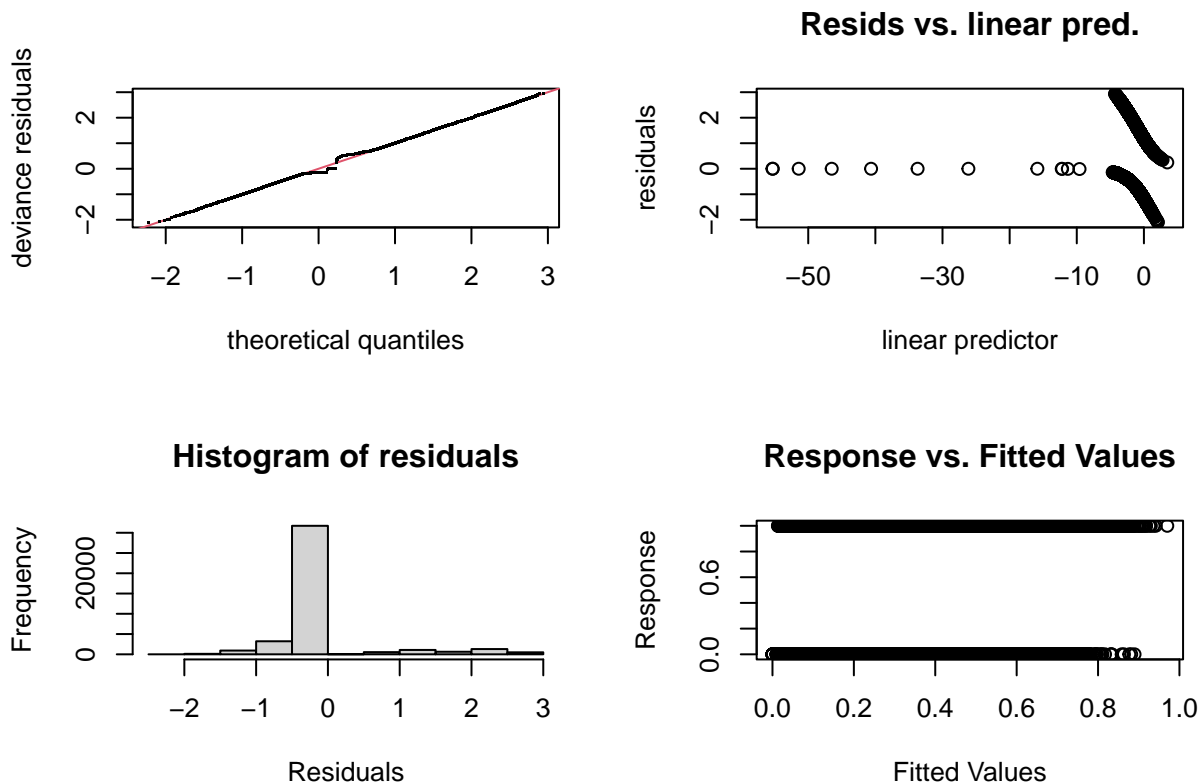 deviance residuals
2
0
−2
−2 −1 0 1 2 3
theoretical quantiles
Resids vs. linear pred.
residuals
2
0
−2
−50 −30 −10 0
linear predictor
Histogram of residuals
Frequency
20000
0
−2 −1 0 1 2 3
Residuals
Response vs. Fitted Values
Response
0.6
0.0
0.0 0.2 0.4 0.6 0.8 1.0
Fitted Values